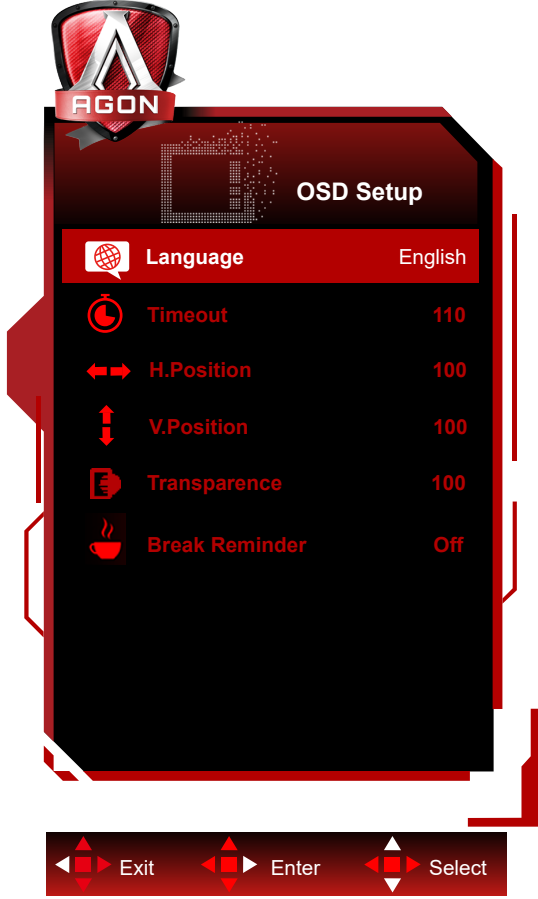 AGON
OSD Setup
Language English
Timeout 110
H.Position 100
V.Position 100
Transparence 100
Break Reminder Off
Exit Enter Select